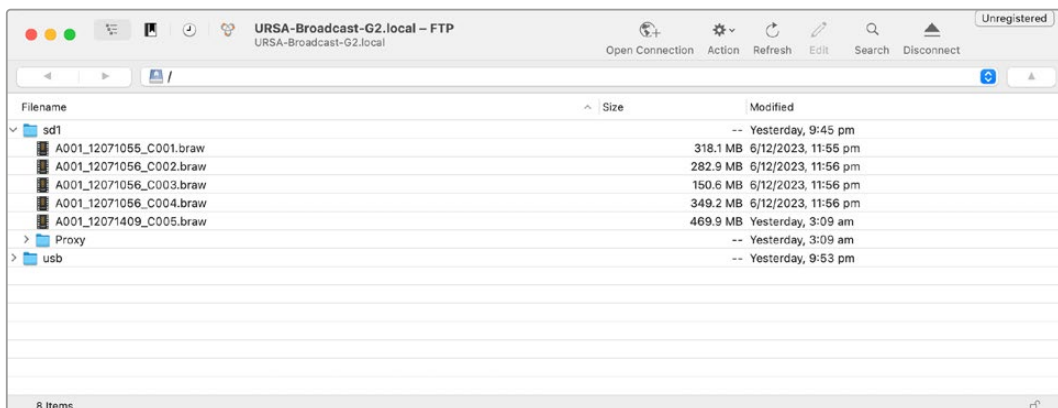 URSA-Broadcast-G2.local – FTP
URSA-Broadcast-G2.local
Open Connection Action Refresh Edit Search Disconnect
Unregistered
/
Filename Size Modified
sd1 -- Yesterday, 9:45 pm
A001_12071055_C001.braw 318.1 MB 6/12/2023, 11:55 pm
A001_12071056_C002.braw 282.9 MB 6/12/2023, 11:56 pm
A001_12071056_C003.braw 150.6 MB 6/12/2023, 11:56 pm
A001_12071056_C004.braw 349.2 MB 6/12/2023, 11:56 pm
A001_12071409_C005.braw 469.9 MB Yesterday, 3:09 am
Proxy -- Yesterday, 3:09 am
usb -- Yesterday, 9:53 pm
8 Items